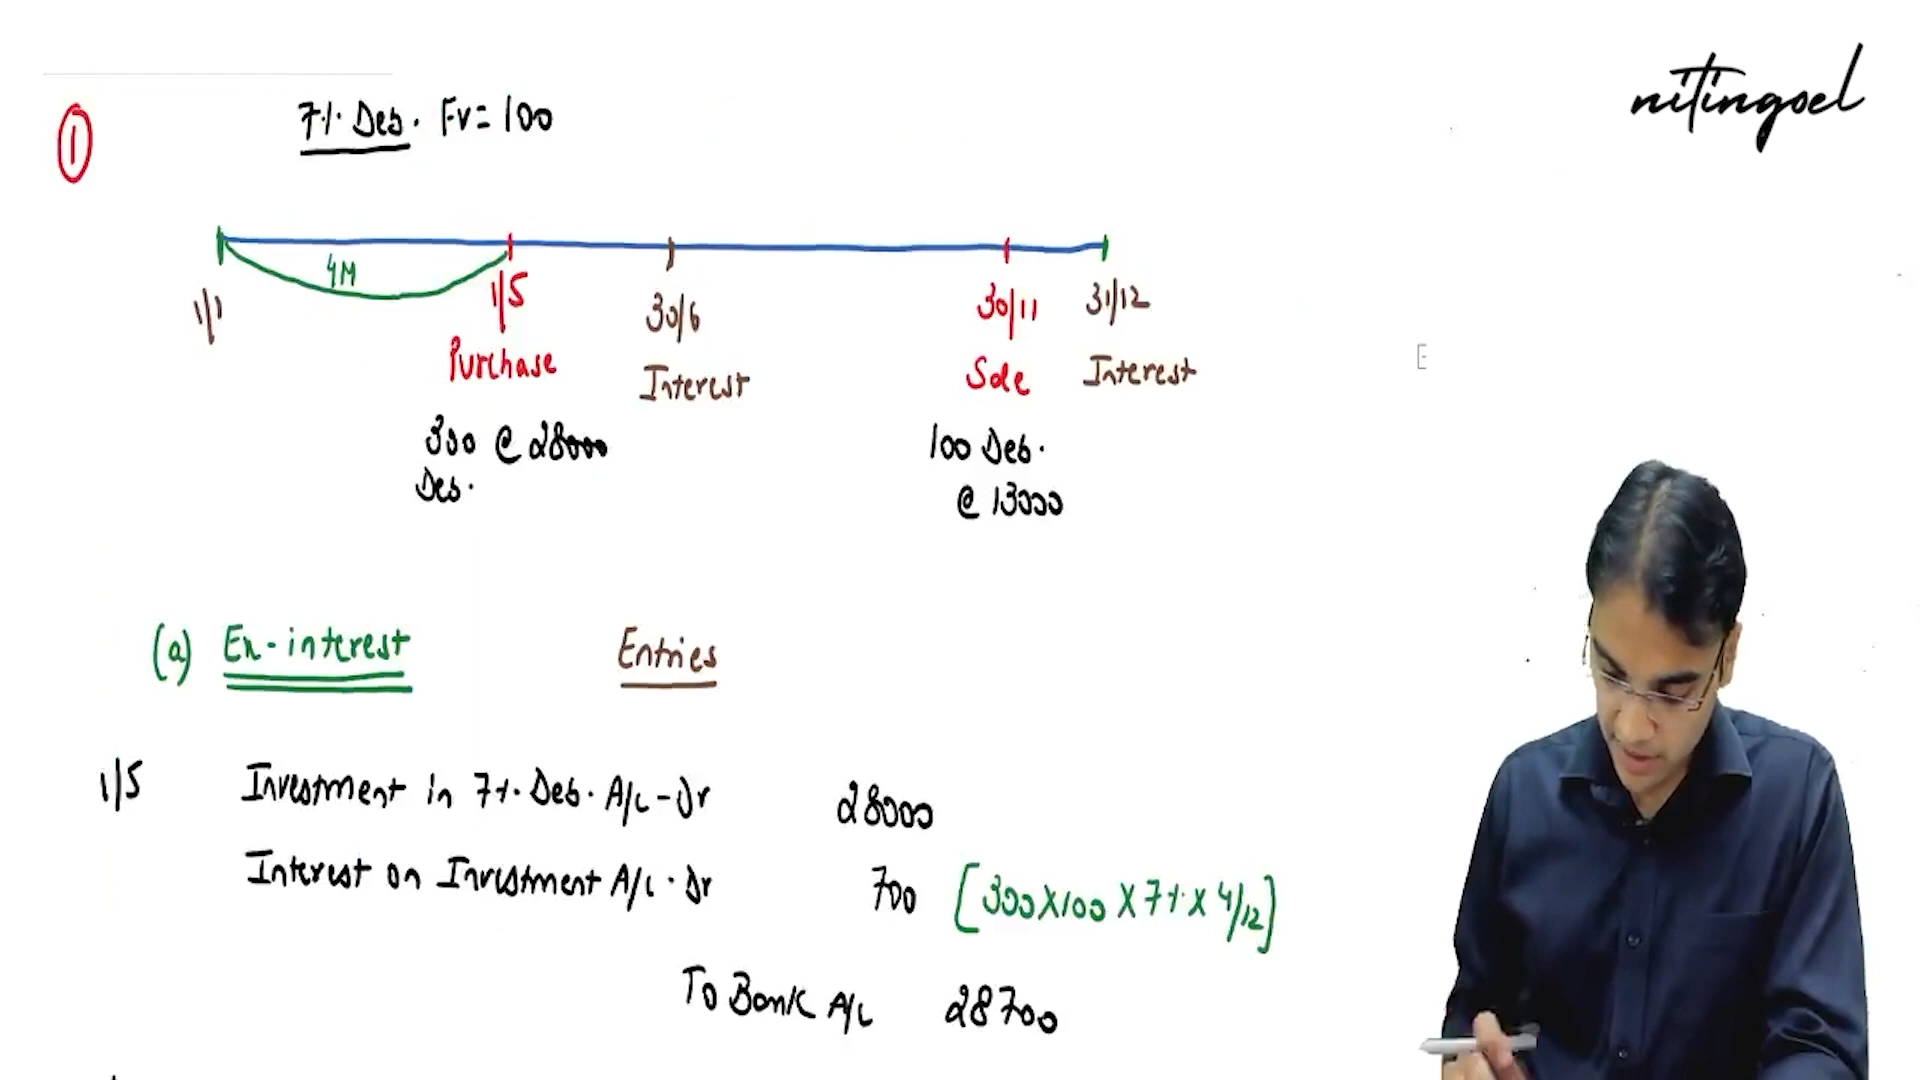 nitingoel
①
7%. Deb. FV = 100
4M
1/1
1/5
30/6
30/11
31/12
Purchase
Interest
Sale
Interest
300 @ 28000
Deb.
100 Deb.
@ 13000
(a) Ex-interest
Entries
1/5 Investment in 7%. Deb. A/c - Dr 28000
Interest on Investment A/c. Dr 700 [300X100 X 7% X 4/12]
To Bank A/c 28700